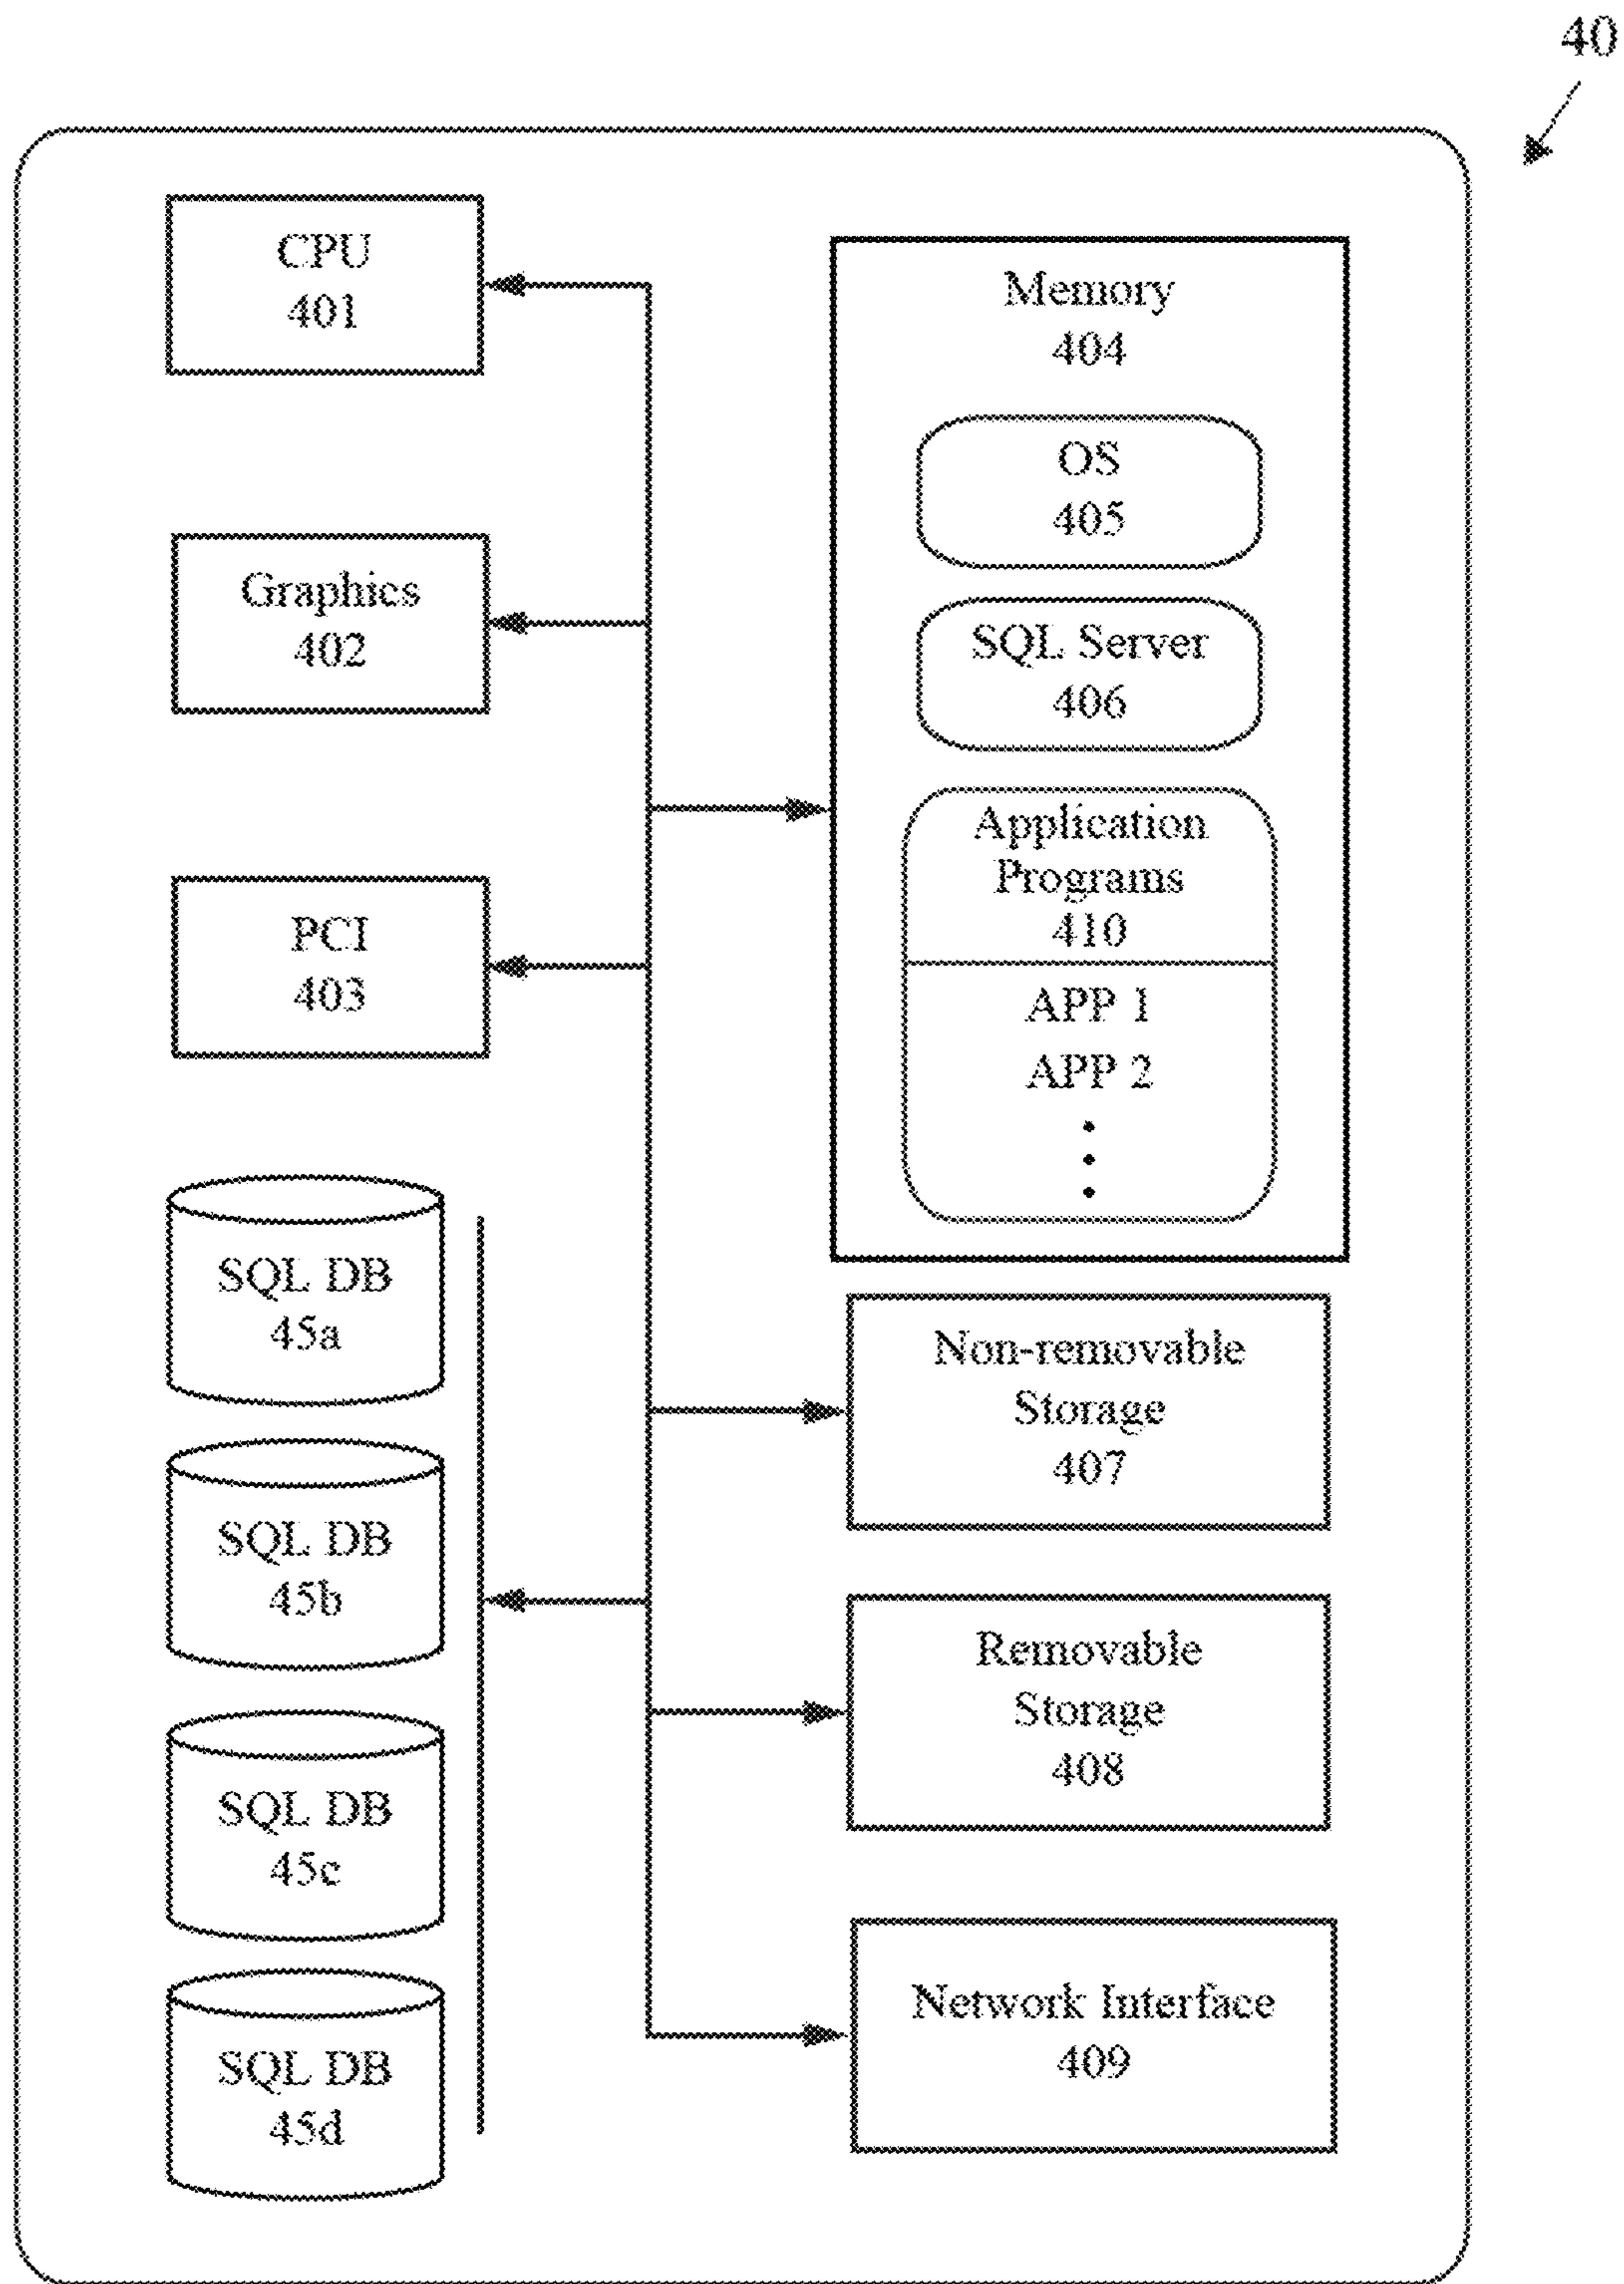 40
CPU
401
Graphics
402
PCI
403
SQL DB
45a
SQL DB
45b
SQL DB
45c
SQL DB
45d
Memory
404
OS
405
SQL Server
406
Application
Programs
410
APP 1
APP 2
Non-removable
Storage
407
Removable
Storage
408
Network Interface
409